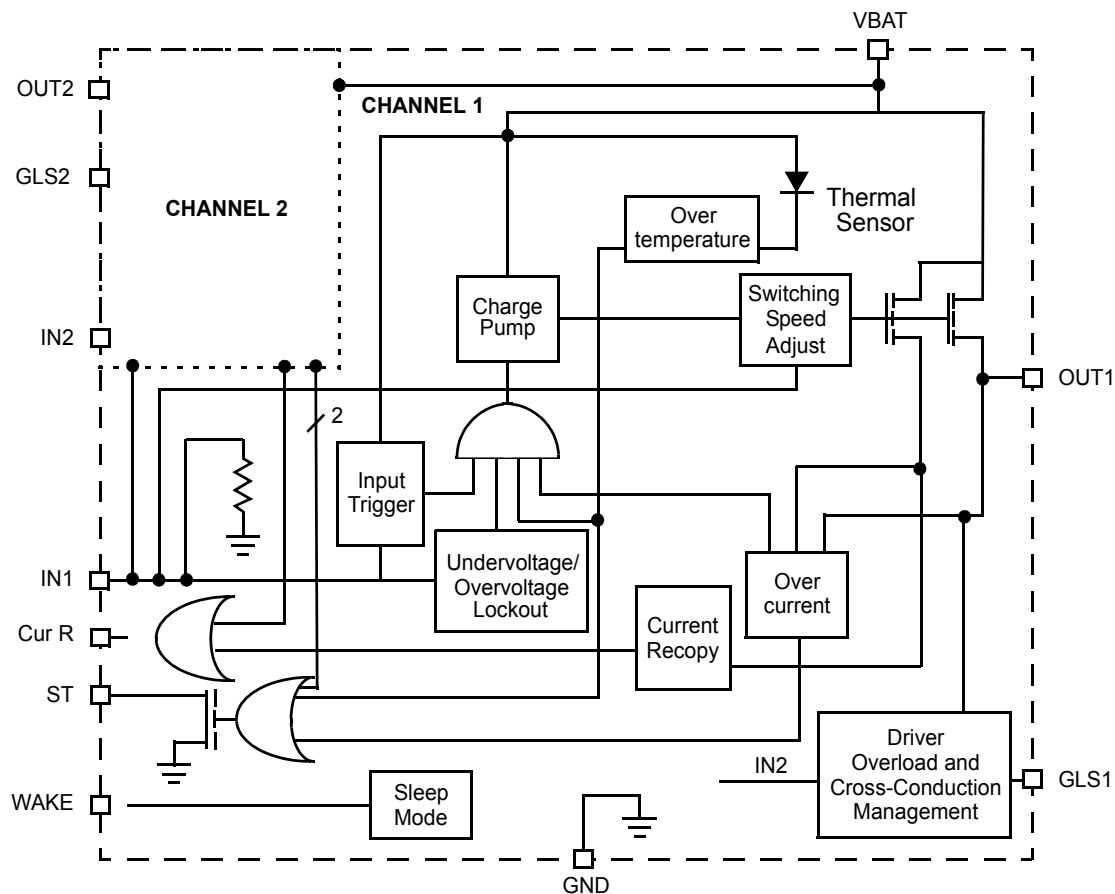 VBAT
OUT2
CHANNEL 1
GLS2
CHANNEL 2
Over
temperature
Thermal
Sensor
Charge
Pump
Switching
Speed
Adjust
IN2
OUT1
2
Input
Trigger
Undervoltage/
Overvoltage
Lockout
Over
current
IN1
Cur R
Current
Recopy
ST
Driver
Overload and
Cross-Conduction
Management
IN2
GLS1
WAKE
Sleep
Mode
GND